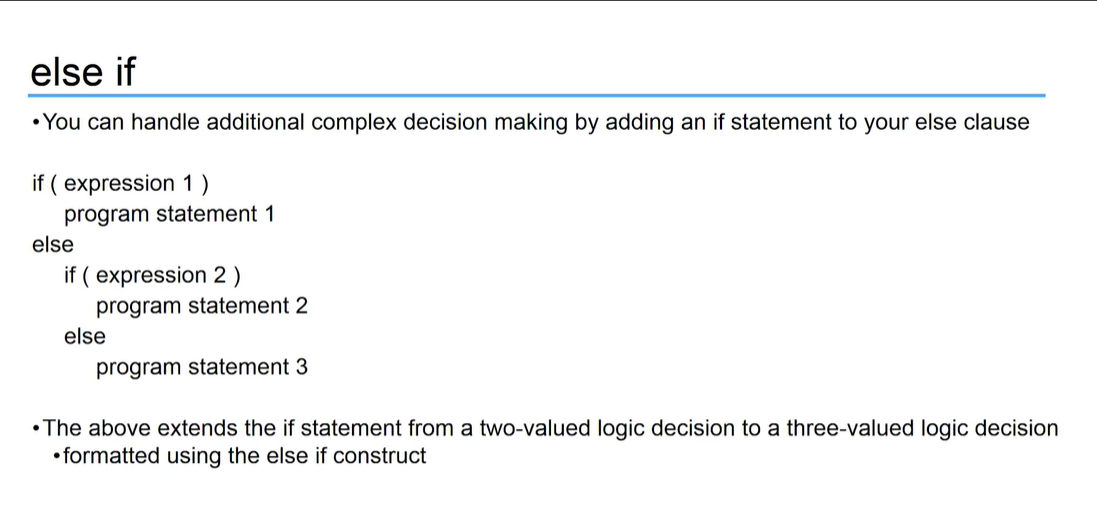 else if
•You can handle additional complex decision making by adding an if statement to your else clause
if ( expression 1 )
program statement 1
else
if ( expression 2 )
program statement 2
else
program statement 3
•The above extends the if statement from a two-valued logic decision to a three-valued logic decision
•formatted using the else if construct